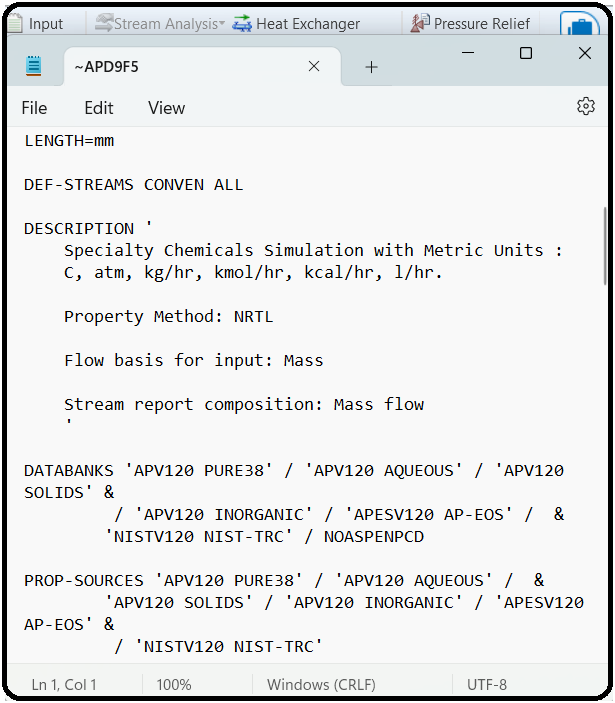 Input Stream Analysis Heat Exchanger Pressure Relief
~APD9F5
File Edit View
LENGTH=mm
DEF-STREAMS CONVEN ALL
DESCRIPTION '
Specialty Chemicals Simulation with Metric Units :
C, atm, kg/hr, kmol/hr, kcal/hr, l/hr.
Property Method: NRTL
Flow basis for input: Mass
Stream report composition: Mass flow
'
DATABANKS 'APV120 PURE38' / 'APV120 AQUEOUS' / 'APV120
SOLIDS' &
/ 'APV120 INORGANIC' / 'APESV120 AP-EOS' / &
'NISTV120 NIST-TRC' / NOASPENPCD
PROP-SOURCES 'APV120 PURE38' / 'APV120 AQUEOUS' / &
'APV120 SOLIDS' / 'APV120 INORGANIC' / 'APESV120
AP-EOS' &
/ 'NISTV120 NIST-TRC'
Ln 1, Col 1 100% Windows (CRLF) UTF-8